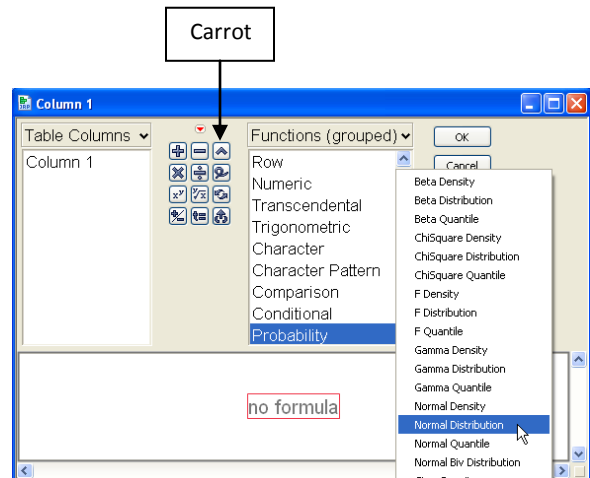 Carrot
Column 1
Table Columns
Functions (grouped)
OK
Cancel
Column 1
Row
Numeric
Transcendental
Trigonometric
Character
Character Pattern
Comparison
Conditional
Probability
Beta Density
Beta Distribution
Beta Quantile
ChiSquare Density
ChiSquare Distribution
ChiSquare Quantile
F Density
F Distribution
F Quantile
Gamma Density
Gamma Distribution
Gamma Quantile
Normal Density
Normal Distribution
Normal Quantile
Normal Biv Distribution
no formula